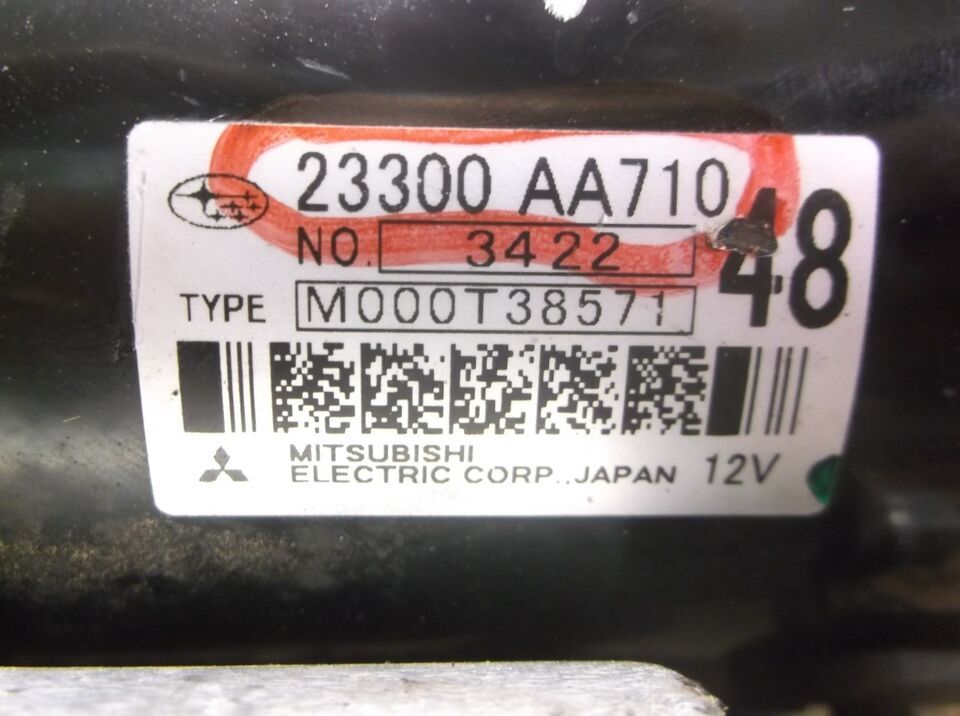 23300 AA710
48
NO. 3422
TYPE M000T38571
MITSUBISHI
ELECTRIC CORP., JAPAN 12V